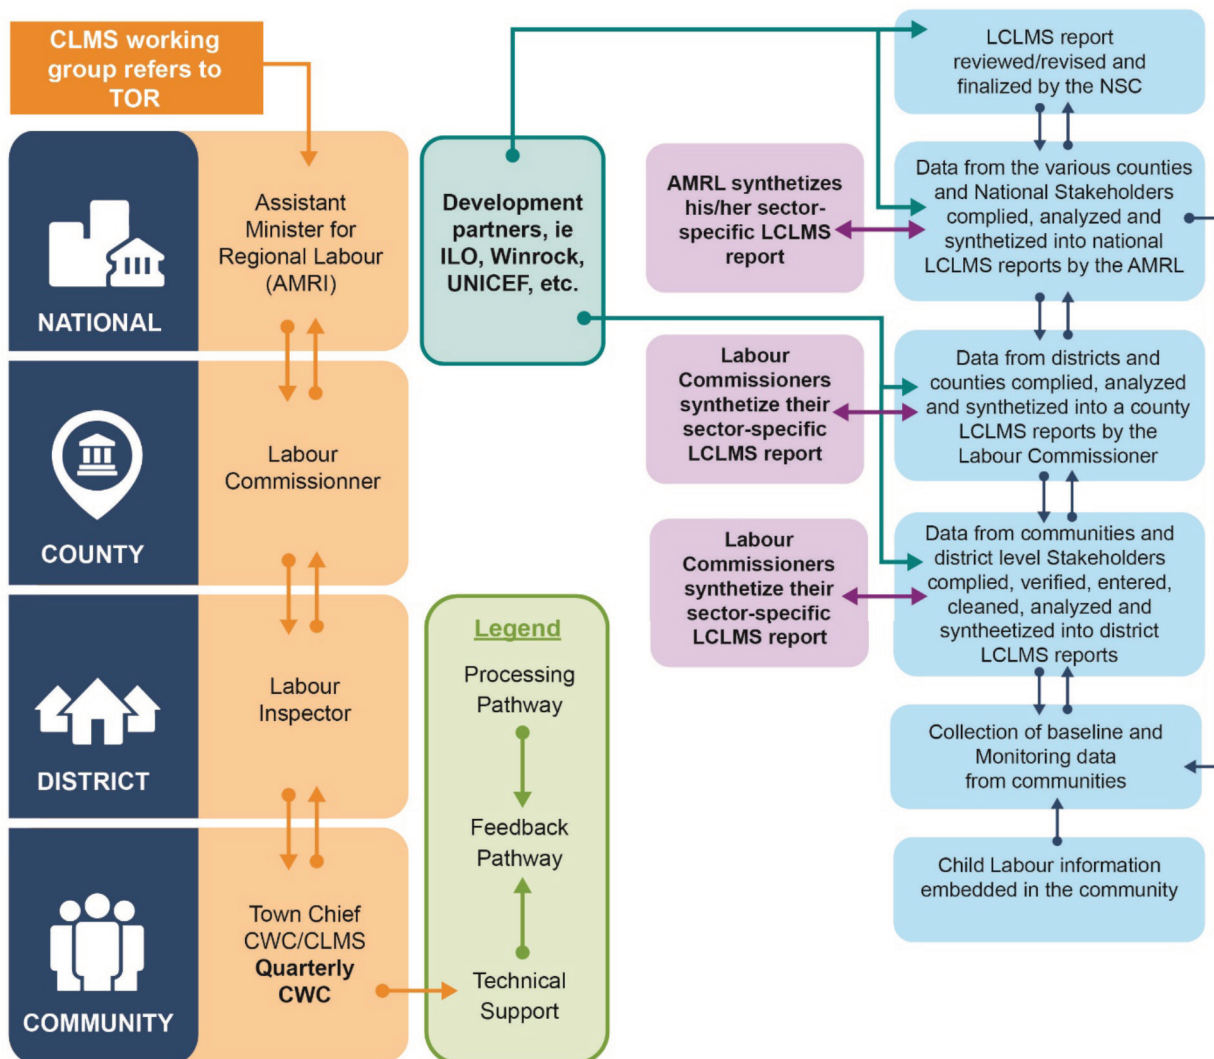 CLMS working
group refers to
TOR
NATIONAL
Assistant
Minister for
Regional Labour
(AMRI)
COUNTY
Labour
Commissionner
DISTRICT
Labour
Inspector
COMMUNITY
Town Chief
CWC/CLMS
Quarterly
CWC
Development
partners, ie
ILO, Winrock,
UNICEF, etc.
Legend
Processing
Pathway
Feedback
Pathway
Technical
Support
AMRL synthetizes
his/her sector-
specific LCLMS
report
Labour
Commissioners
synthetize their
sector-specific
LCLMS report
Labour
Commissioners
synthetize their
sector-specific
LCLMS report
LCLMS report
reviewed/revised and
finalized by the NSC
Data from the various counties
and National Stakeholders
complied, analyzed and
synthetized into national
LCLMS reports by the AMRL
Data from districts and
counties complied, analyzed
and synthetized into a county
LCLMS reports by the
Labour Commissioner
Data from communities and
district level Stakeholders
complied, verified, entered,
cleaned, analyzed and
syntheetized into district
LCLMS reports
Collection of baseline and
Monitoring data
from communities
Child Labour information
embedded in the community